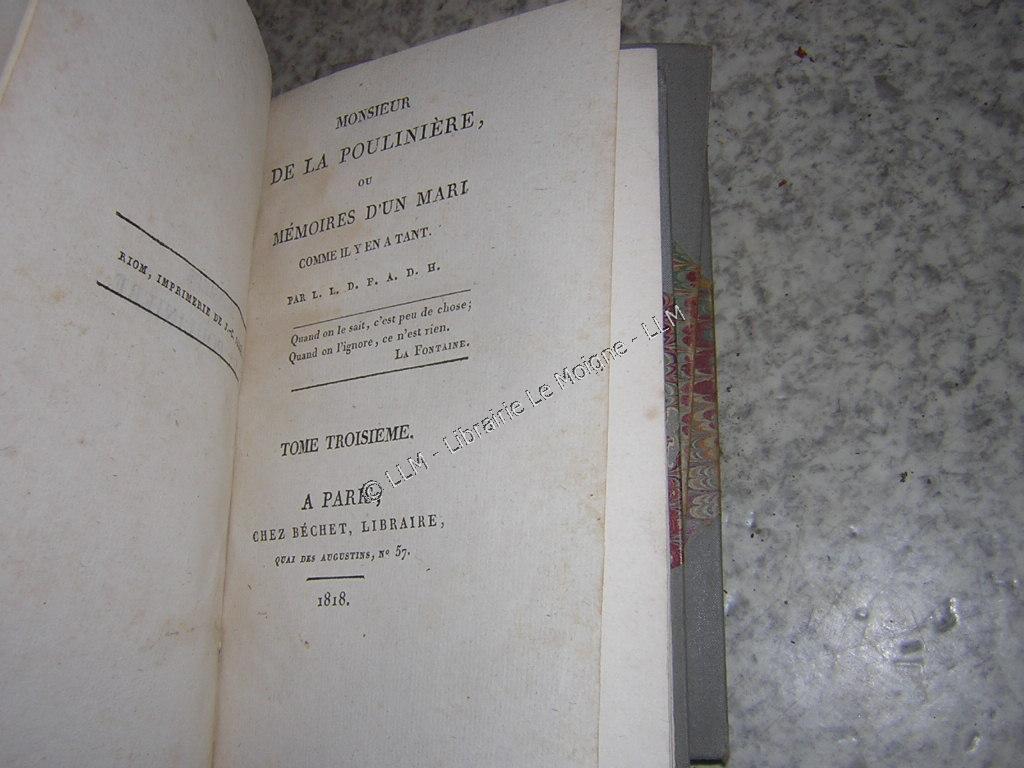 RIOM, IMPRIMERIE DE
MONSIEUR
DE LA POULINIÈRE,
OU
MÉMOIRES D'UN MARI
COMME IL Y EN A TANT.
PAR L. L. D. F. A. D. H.
Quand on le sait, c'est peu de chose;
Quand on l'ignore, ce n'est rien.
LA FONTAINE.
TOME TROISIÈME.
A PARIS,
CHEZ BÉCHET, LIBRAIRE,
QUAI DES AUGUSTINS, Nº 57.
1818.
© LLM - Librairie Le Moigne - LLM